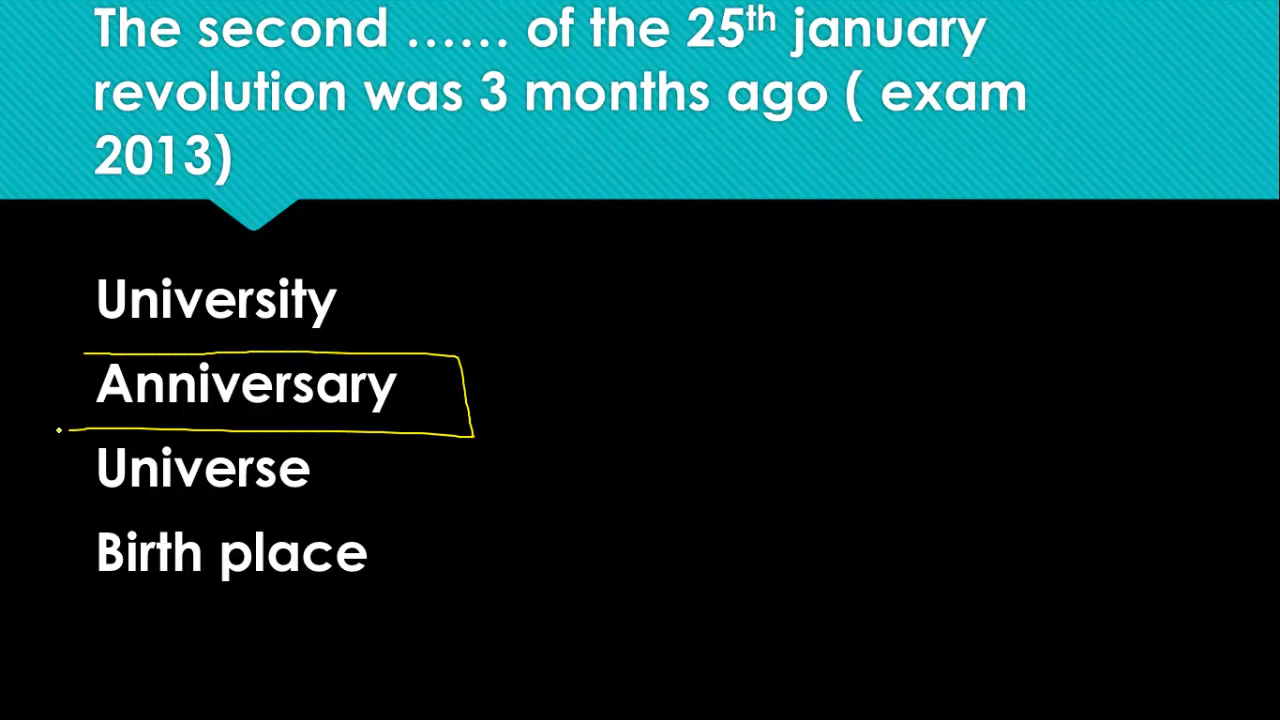 The second …… of the 25th january
revolution was 3 months ago ( exam
2013)
University
Anniversary
Universe
Birth place